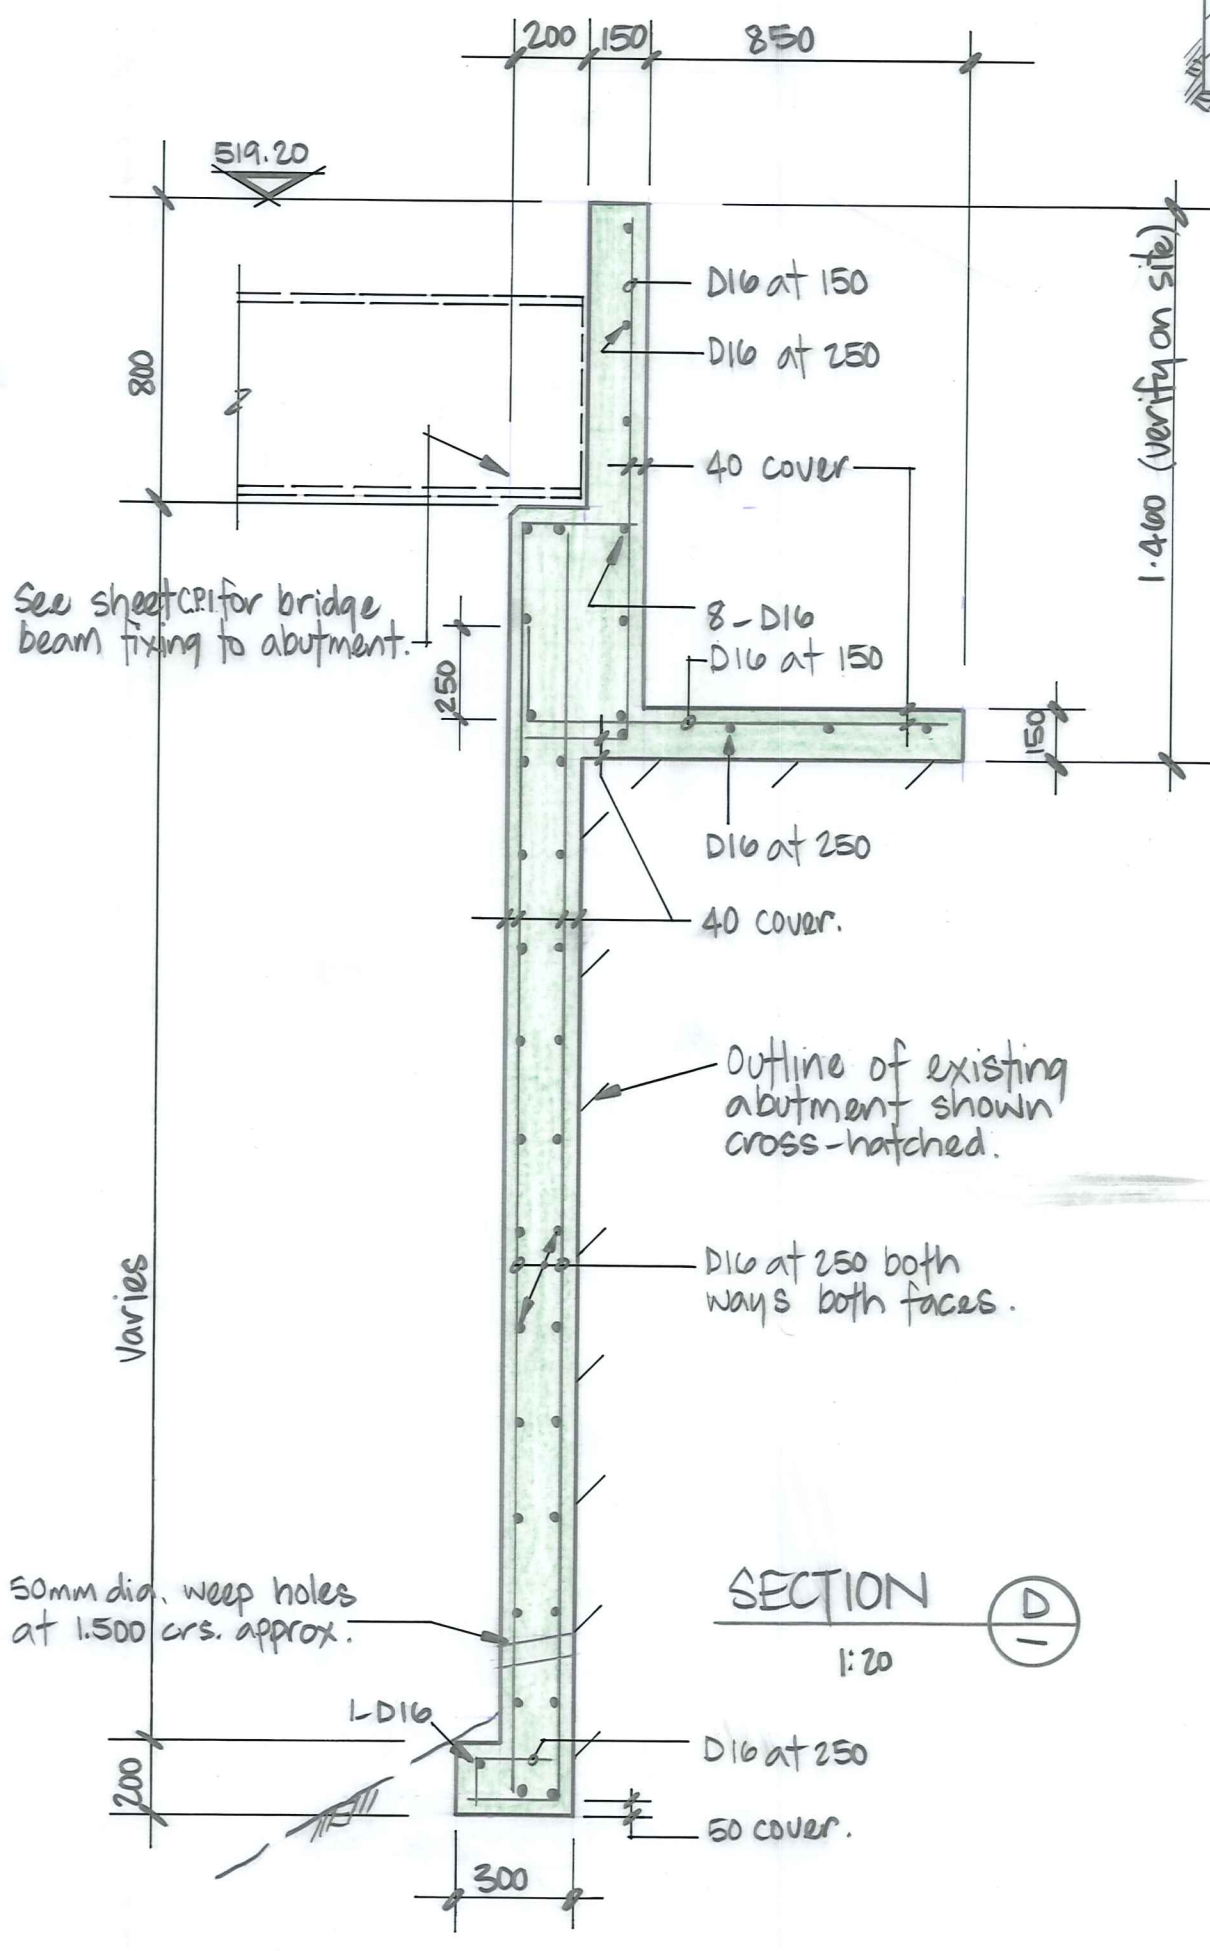 200 150 850
519.20
D16 at 150
D16 at 250
800
1.460 (verify on site)
40 cover
See sheet C.P.1. for bridge
beam fixing to abutment.
8-D16
D16 at 150
250
150
D16 at 250
40 cover.
Outline of existing
abutment shown
cross-hatched.
D16 at 250 both
ways both faces.
Varies
50mm dia. weep holes
at 1.500 crs. approx.
SECTION D
1:20
1-D16
D16 at 250
200
50 cover.
300